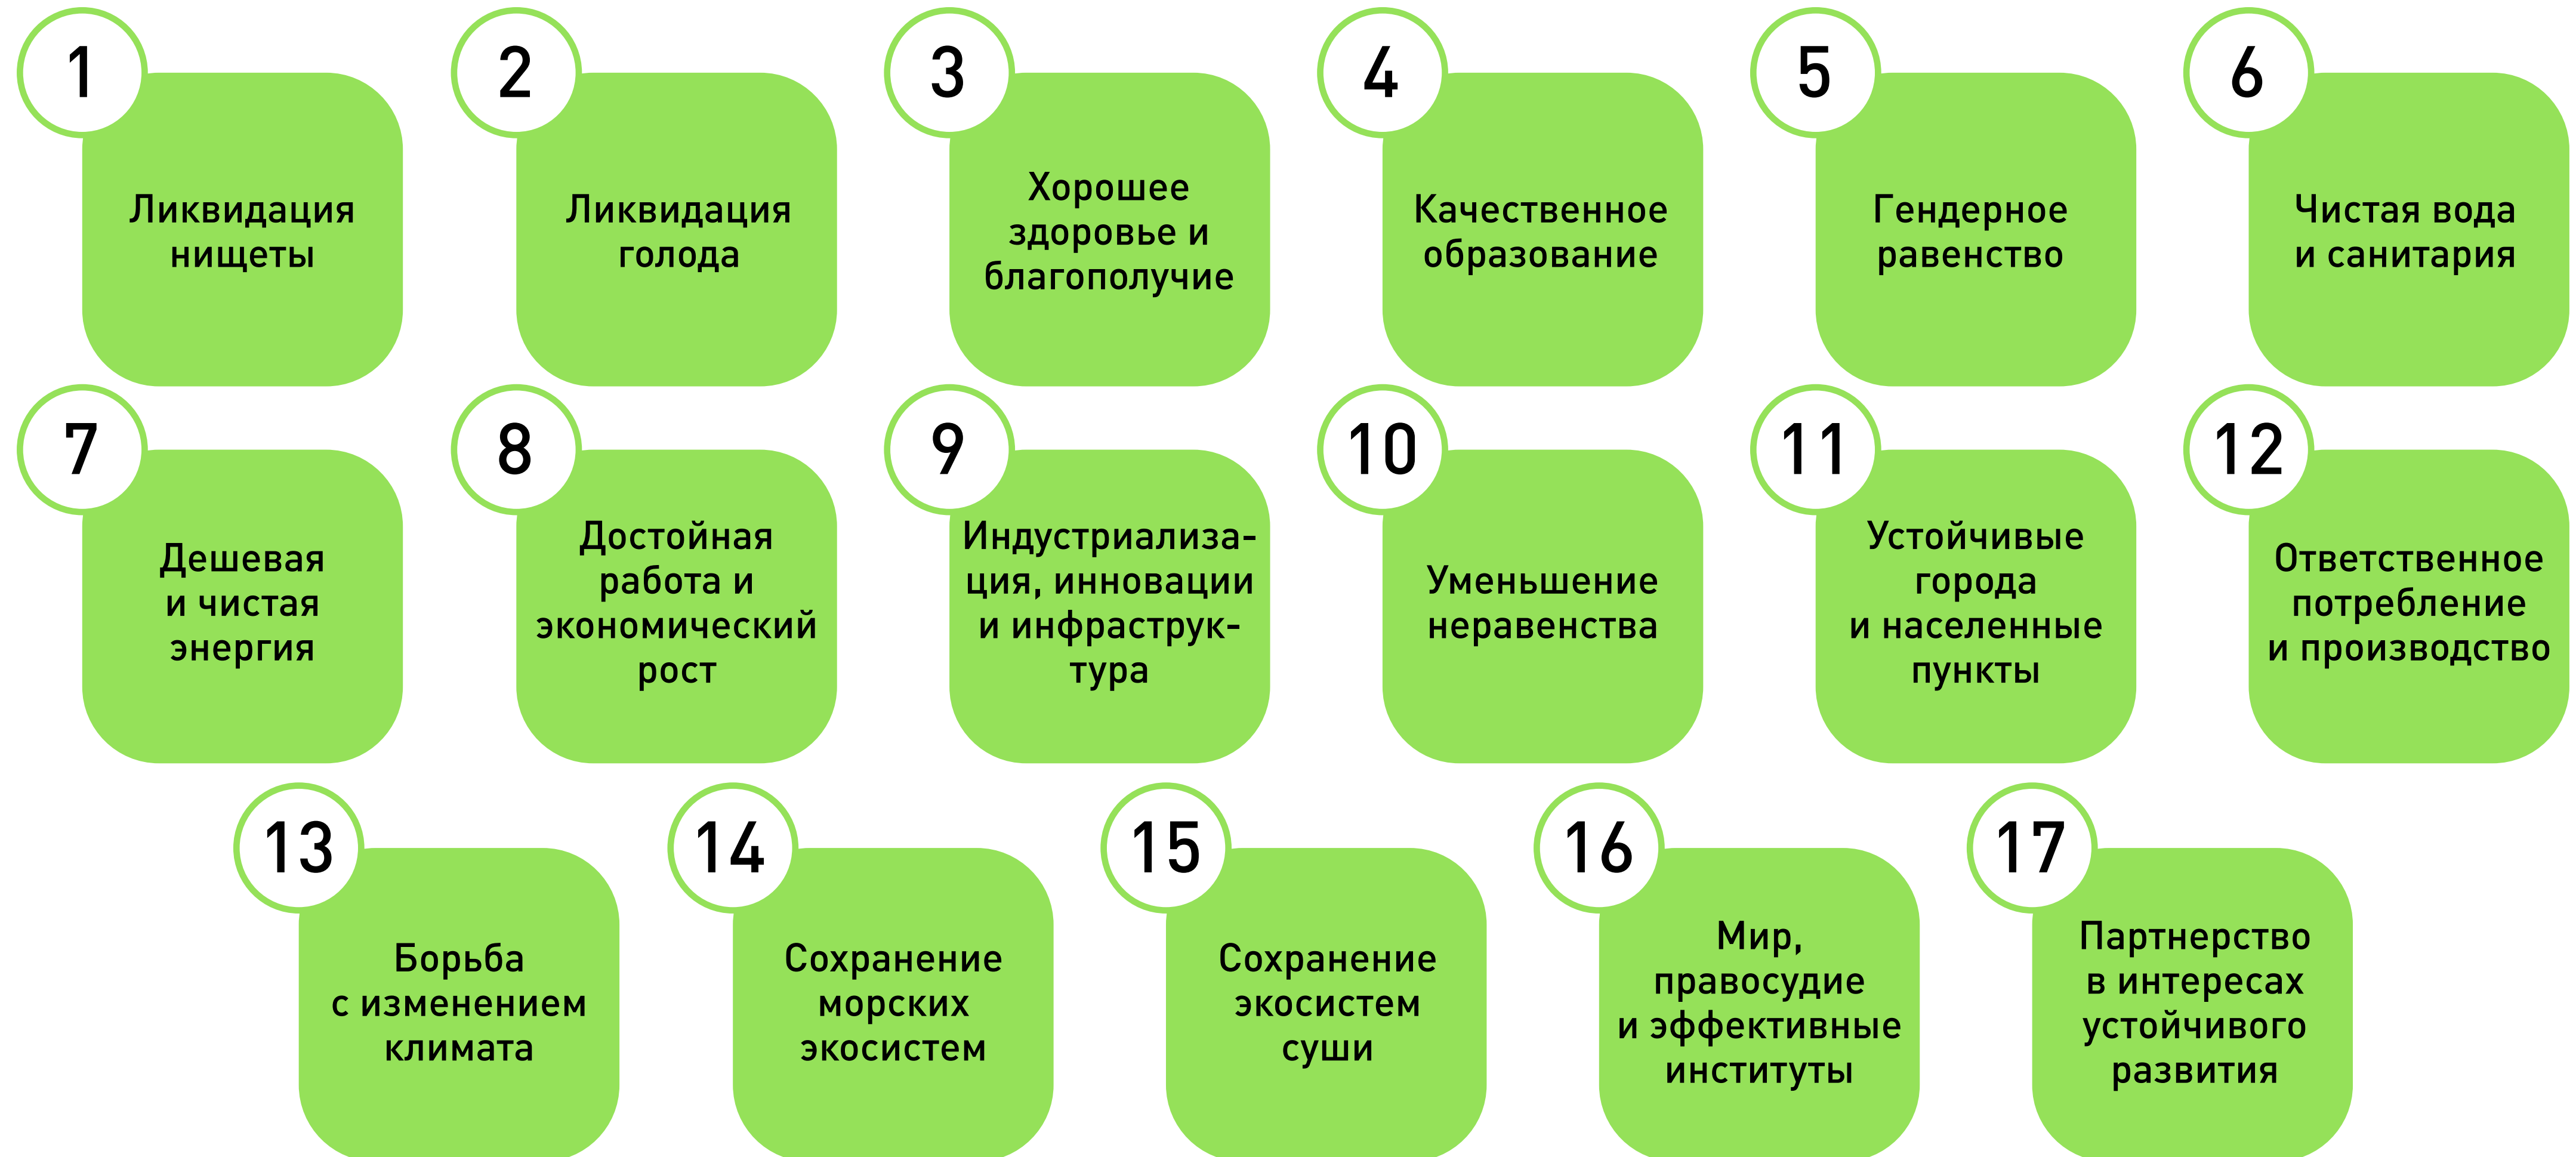 1
Ликвидация
нищеты
2
Ликвидация
голода
3
Хорошее
здоровье и
благополучие
4
Качественное
образование
5
Гендерное
равенство
6
Чистая вода
и санитария
7
Дешевая
и чистая
энергия
8
Достойная
работа и
экономический
рост
9
Индустриализа-
ция, инновации
и инфраструк-
тура
10
Уменьшение
неравенства
11
Устойчивые
города
и населенные
пункты
12
Ответственное
потребление
и производство
13
Борьба
с изменением
климата
14
Сохранение
морских
экосистем
15
Сохранение
экосистем
суши
16
Мир,
правосудие
и эффективные
институты
17
Партнерство
в интересах
устойчивого
развития